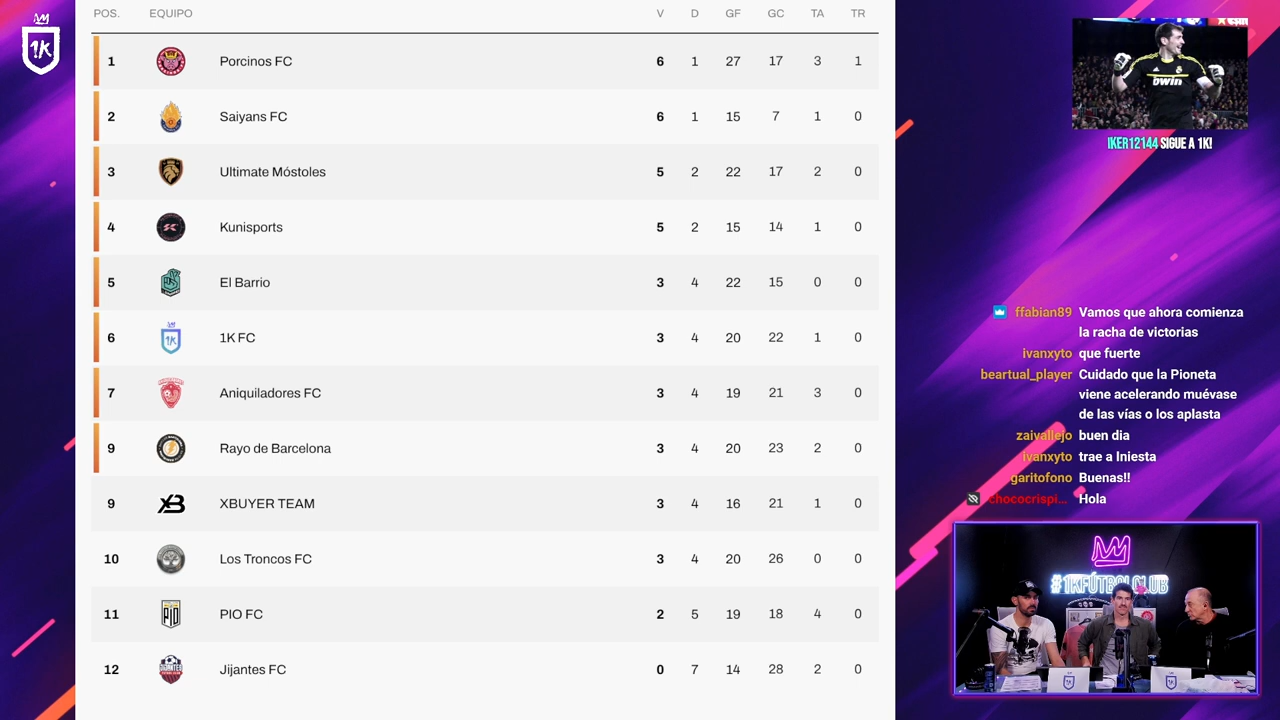 POS. EQUIPO V D GF GC TA TR
1 Porcinos FC 6 1 27 17 3 1
2 Saiyans FC 6 1 15 7 1 0
3 Ultimate Móstoles 5 2 22 17 2 0
4 Kunisports 5 2 15 14 1 0
5 El Barrio 3 4 22 15 0 0
6 1K FC 3 4 20 22 1 0
7 Aniquiladores FC 3 4 19 21 3 0
9 Rayo de Barcelona 3 4 20 23 2 0
9 XBUYER TEAM 3 4 16 21 1 0
10 Los Troncos FC 3 4 20 26 0 0
11 PIO FC 2 5 19 18 4 0
12 Jijantes FC 0 7 14 28 2 0
1K
1K
XB
PIO
bwin
IKER12144 SIGUE A 1K!
ffabian89 Vamos que ahora comienza
la racha de victorias
ivanxyto que fuerte
beartual_player Cuidado que la Pioneta
viene acelerando muévase
de las vías o los aplasta
zaivallejo buen dia
ivanxyto trae a Iniesta
garitofono Buenas!!
chococrispi... Hola
#1KFÚTBOLCLUB